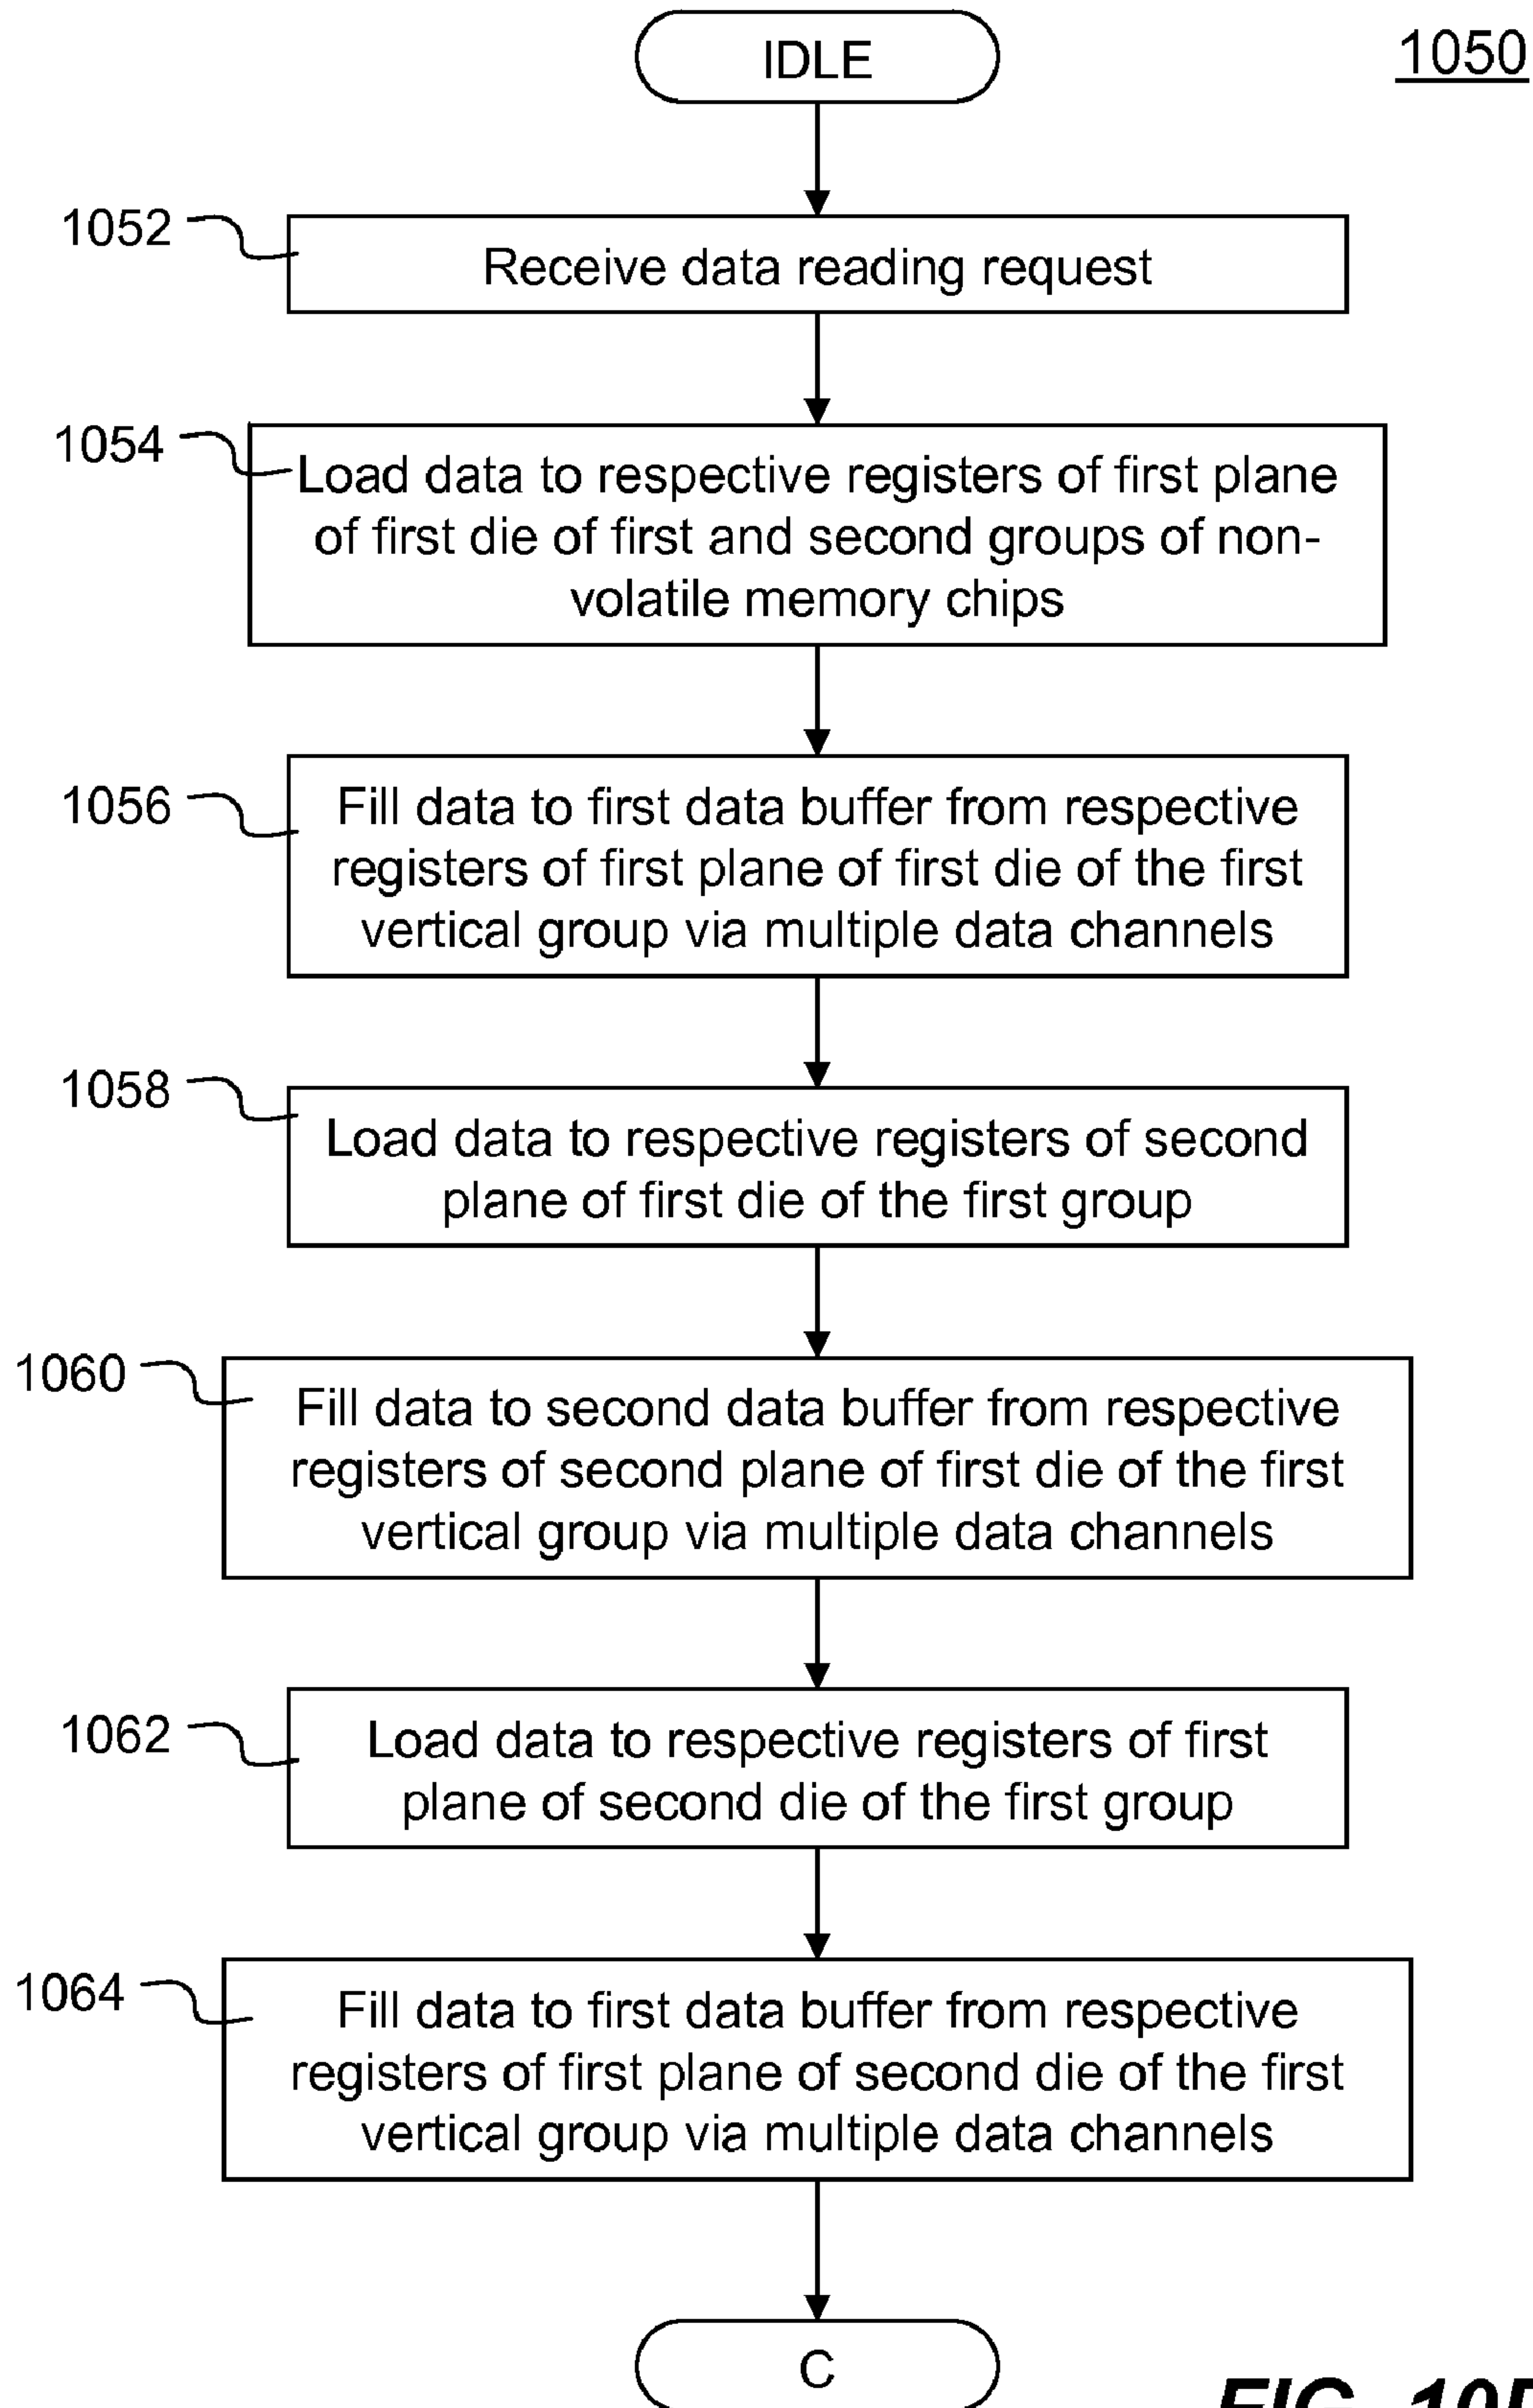 IDLE
1050
1052
Receive data reading request
1054
Load data to respective registers of first plane
of first die of first and second groups of non-
volatile memory chips
1056
Fill data to first data buffer from respective
registers of first plane of first die of the first
vertical group via multiple data channels
1058
Load data to respective registers of second
plane of first die of the first group
1060
Fill data to second data buffer from respective
registers of second plane of first die of the first
vertical group via multiple data channels
1062
Load data to respective registers of first
plane of second die of the first group
1064
Fill data to first data buffer from respective
registers of first plane of second die of the first
vertical group via multiple data channels
C
FIG.